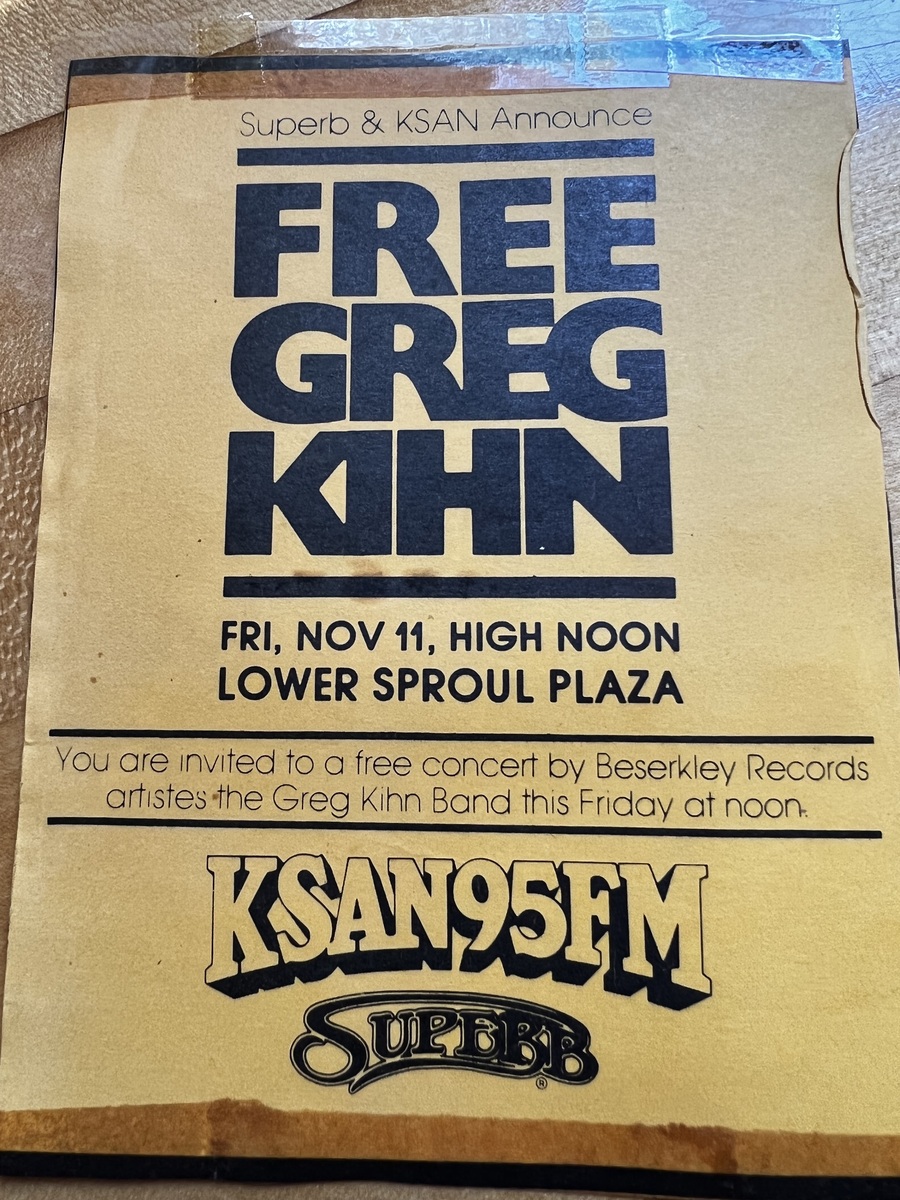 Superb & KSAN Announce
FREE
GREG
KIHN
FRI, NOV 11, HIGH NOON
LOWER SPROUL PLAZA
You are invited to a free concert by Beserkley Records
artistes the Greg Kihn Band this Friday at noon.
KSAN95FM
SUPERB
®